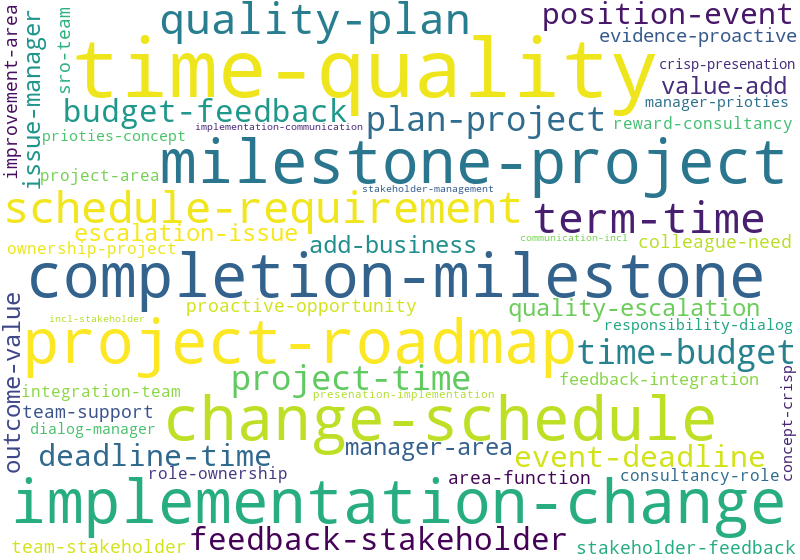 quality-plan
position-event
time-quality
evidence-proactive
crisp-presenation
value-add
manager-prioties
improvement-area
issue-manager
sro-team
budget-feedback
plan-project
reward-consultancy
implementation-communication
prioties-concept
milestone-project
project-area
stakeholder-management
schedule-requirement
term-time
escalation-issue
add-business
communication-incl
colleague-need
ownership-project
completion-milestone
outcome-value
proactive-opportunity
quality-escalation
incl-stakeholder
responsibility-dialog
project-roadmap
time-budget
project-time
feedback-integration
integration-team
presenation-implementation
concept-crisp
team-support
change-schedule
dialog-manager
manager-area
deadline-time
event-deadline
role-ownership
area-function
consultancy-role
implementation-change
feedback-stakeholder
team-stakeholder
stakeholder-feedback